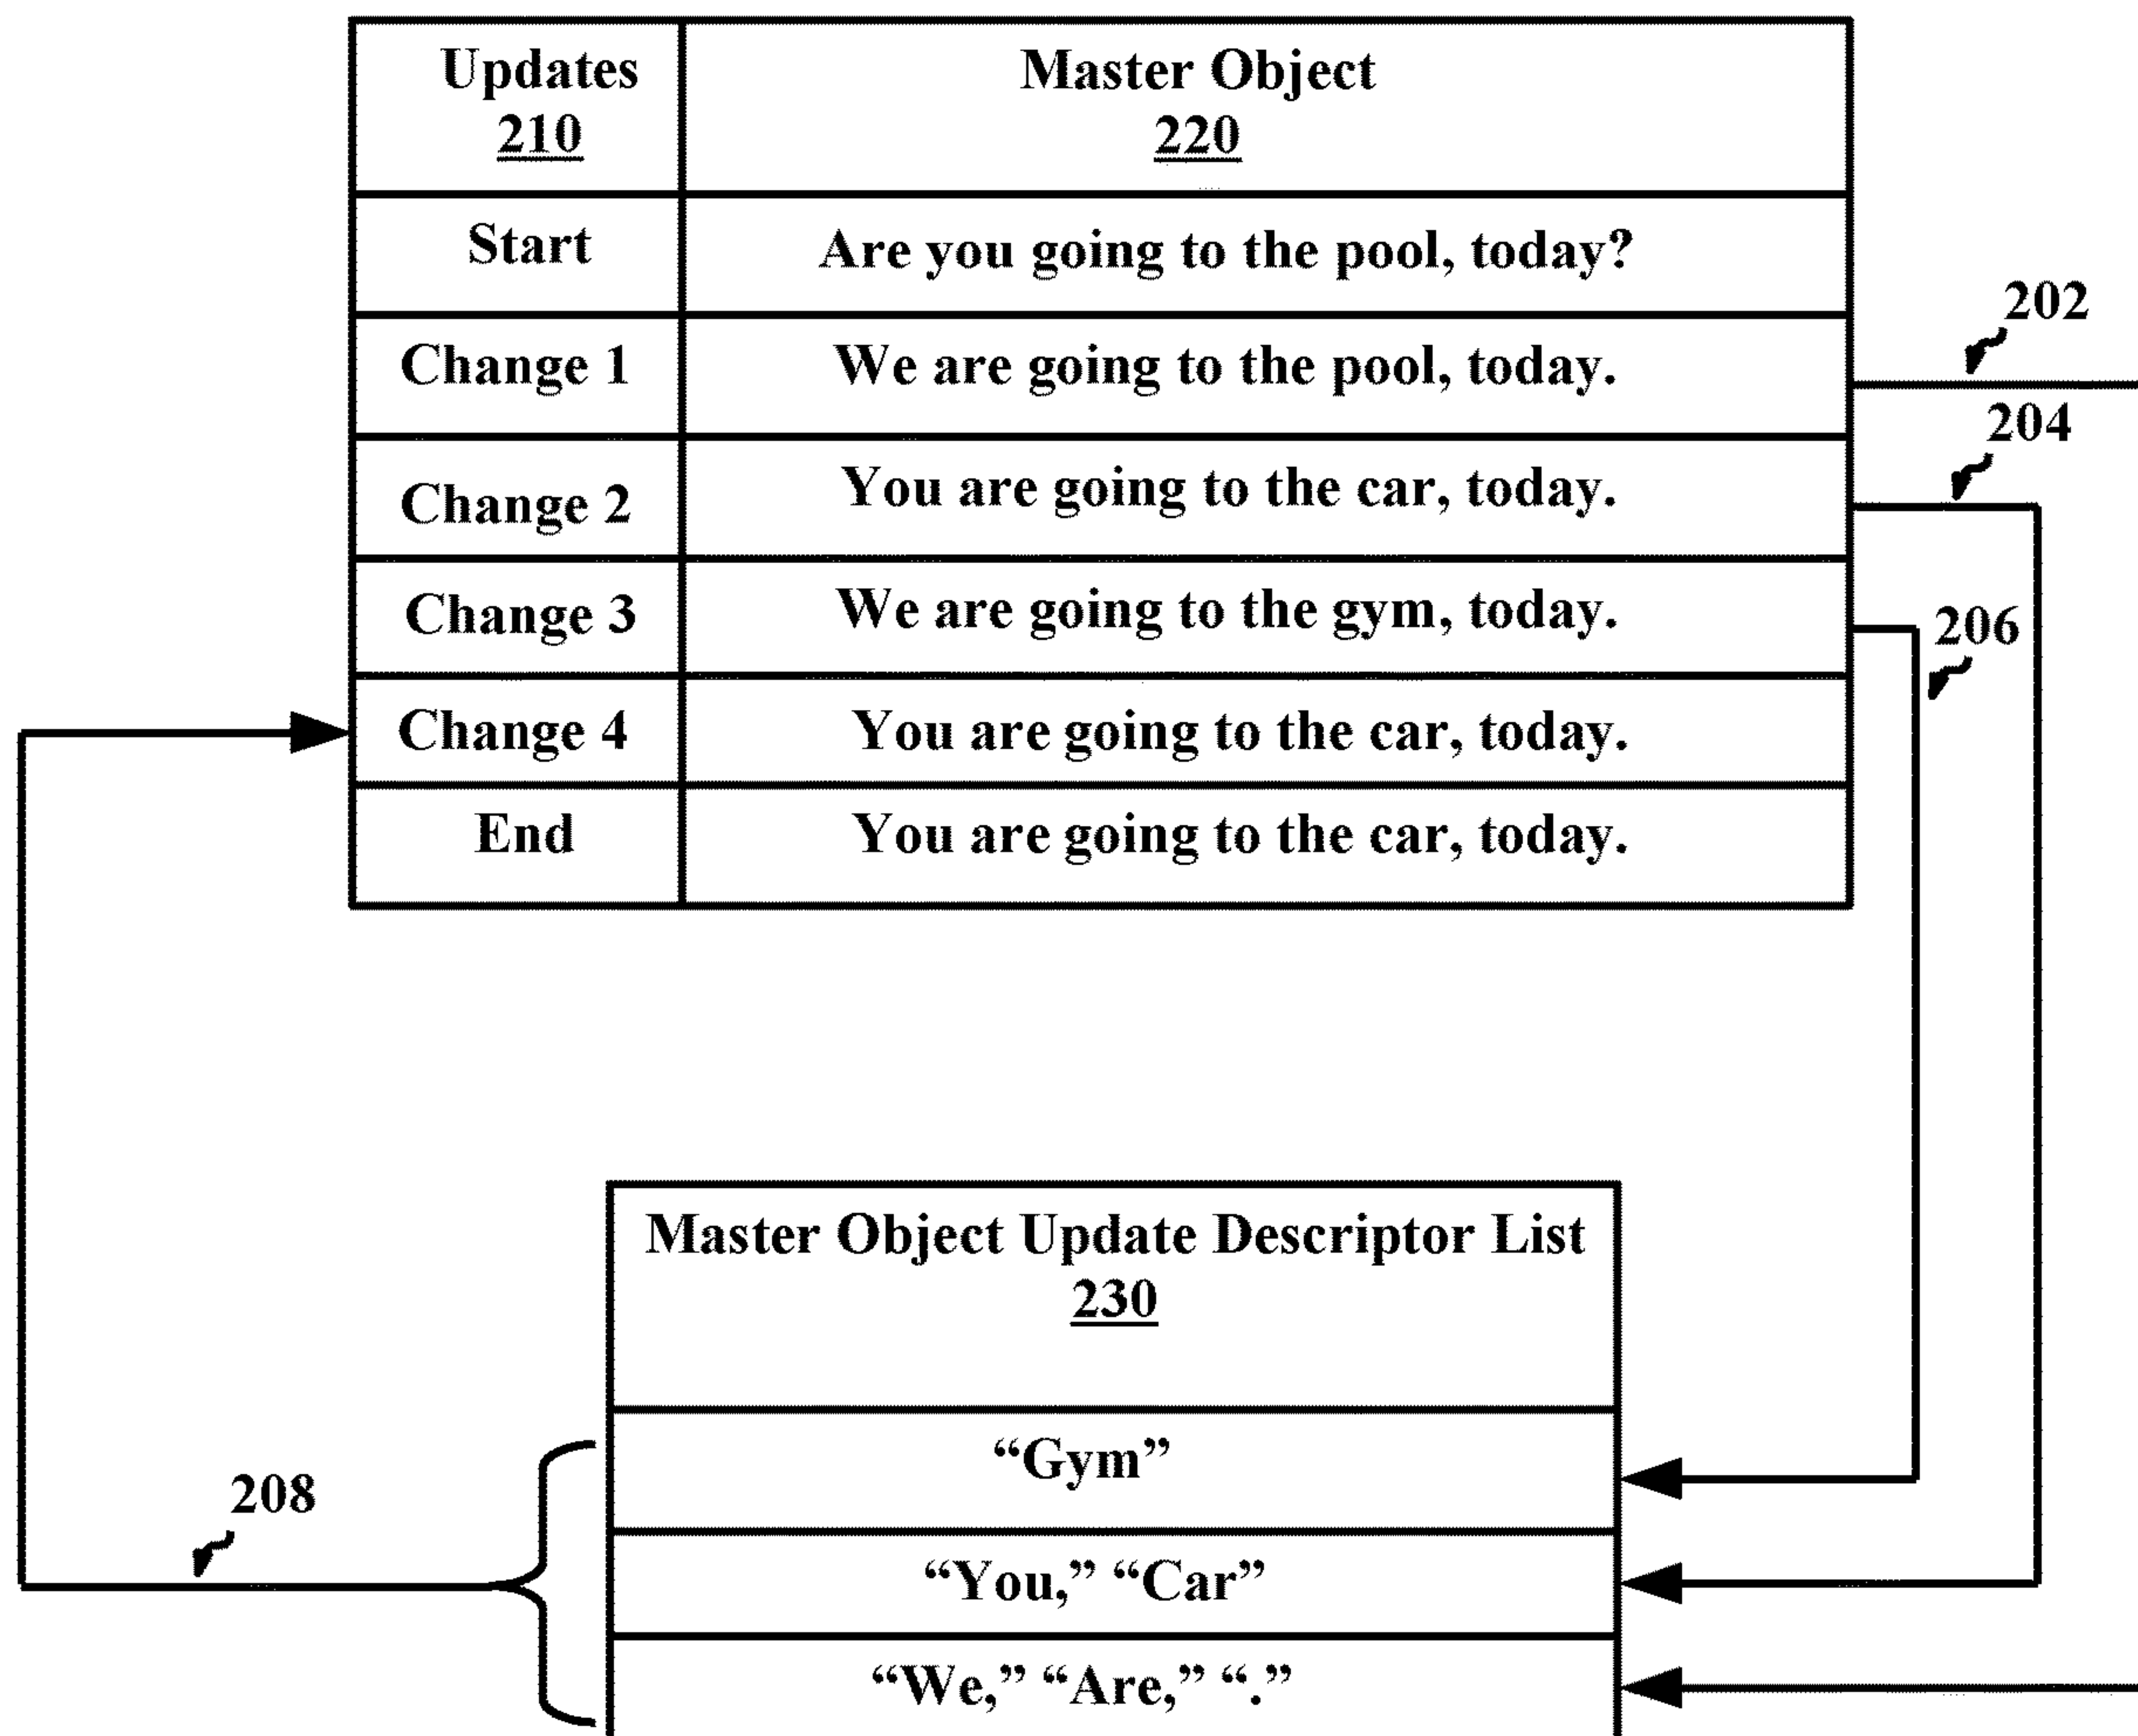 Updates
210
Master Object
220
Start
Are you going to the pool, today?
202
Change 1
We are going to the pool, today.
204
Change 2
You are going to the car, today.
Change 3
We are going to the gym, today.
206
Change 4
You are going to the car, today.
End
You are going to the car, today.
Master Object Update Descriptor List
230
“Gym”
208
“You,” “Car”
“We,” “Are,” “.”